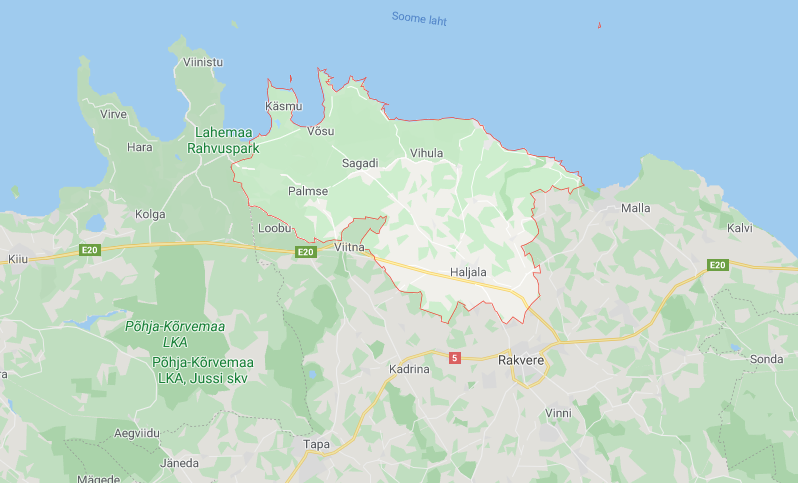 Soome laht
Viinistu
Käsmu
Virve
Võsu
Lahemaa
Rahvuspark
Hara
Vihula
Sagadi
Palmse
Malla
Kolga
Loobu
Kalvi
Viitna
E20
E20
Kiiu
E20
Haljala
Põhja-Kõrvemaa
LKA
Põhja-Kõrvemaa
LKA, Jussi skv
5
Rakvere
Sonda
Kadrina
ra
Vinni
Aegviidu
Tapa
Jäneda
Mägede